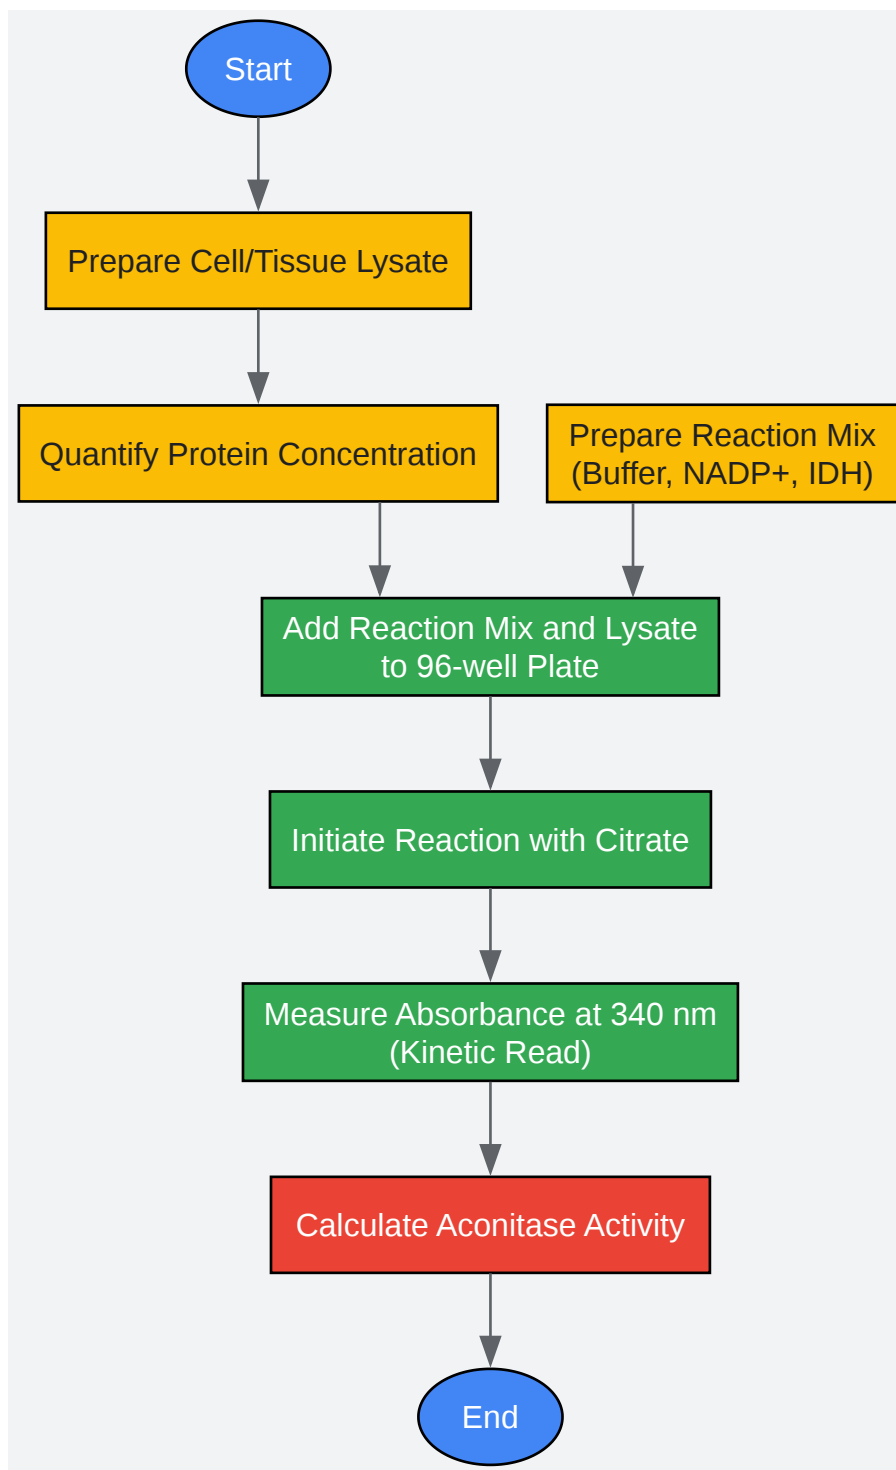 Start
Prepare Cell/Tissue Lysate
Quantify Protein Concentration
Prepare Reaction Mix
(Buffer, NADP+, IDH)
Add Reaction Mix and Lysate
to 96-well Plate
Initiate Reaction with Citrate
Measure Absorbance at 340 nm
(Kinetic Read)
Calculate Aconitase Activity
End